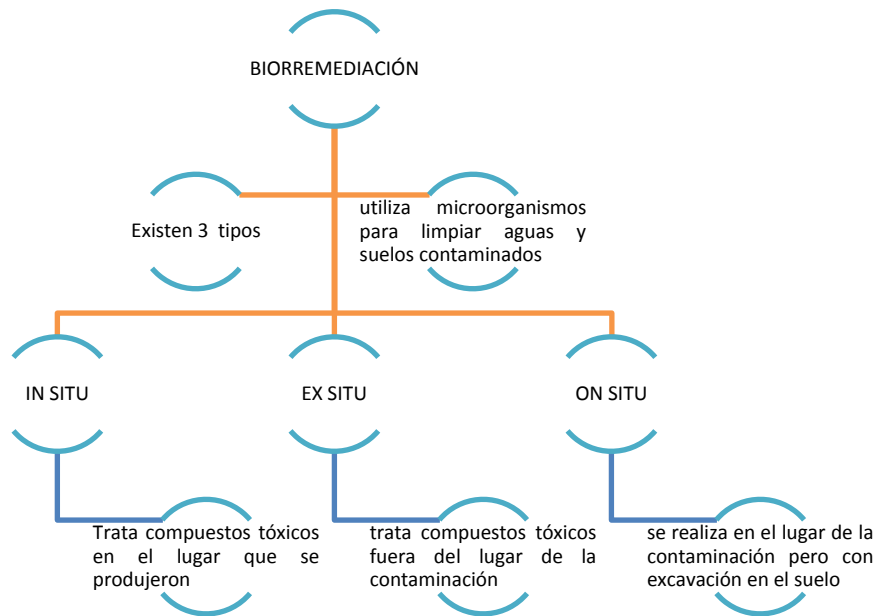 BIORREMEDIACIÓN
Existen 3 tipos
utiliza microorganismos
para limpiar aguas y
suelos contaminados
IN SITU
EX SITU
ON SITU
Trata compuestos tóxicos
en el lugar que se
produjeron
trata compuestos tóxicos
fuera del lugar de la
contaminación
se realiza en el lugar de la
contaminación pero con
excavación en el suelo